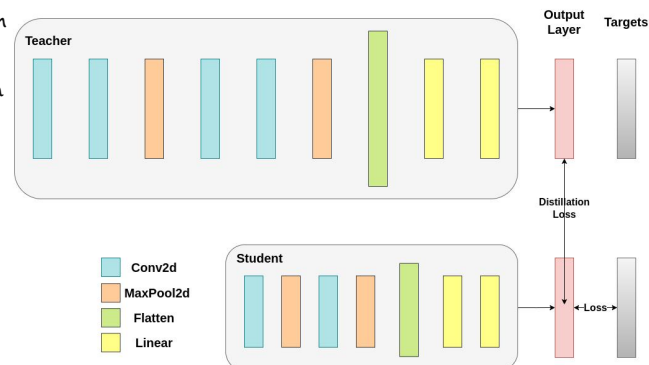 Output
Layer
Targets
Teacher
Distillation
Loss
Student
Conv2d
MaxPool2d
Flatten
Linear
Loss